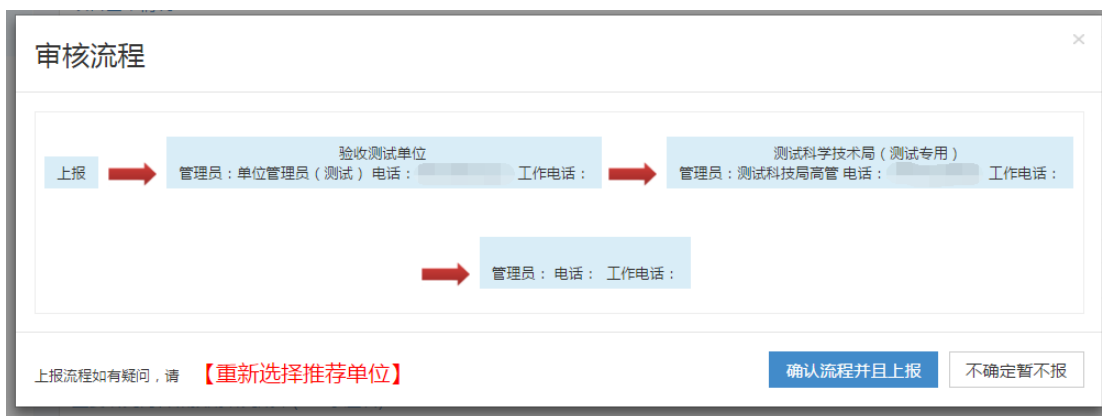 审核流程
×
上报
验收测试单位
管理员：单位管理员（测试）电话：
工作电话：
测试科学技术局（测试专用）
管理员：测试科技局高管 电话：
工作电话：
管理员： 电话： 工作电话：
上报流程如有疑问，请 【重新选择推荐单位】
确认流程并且上报
不确定暂不报